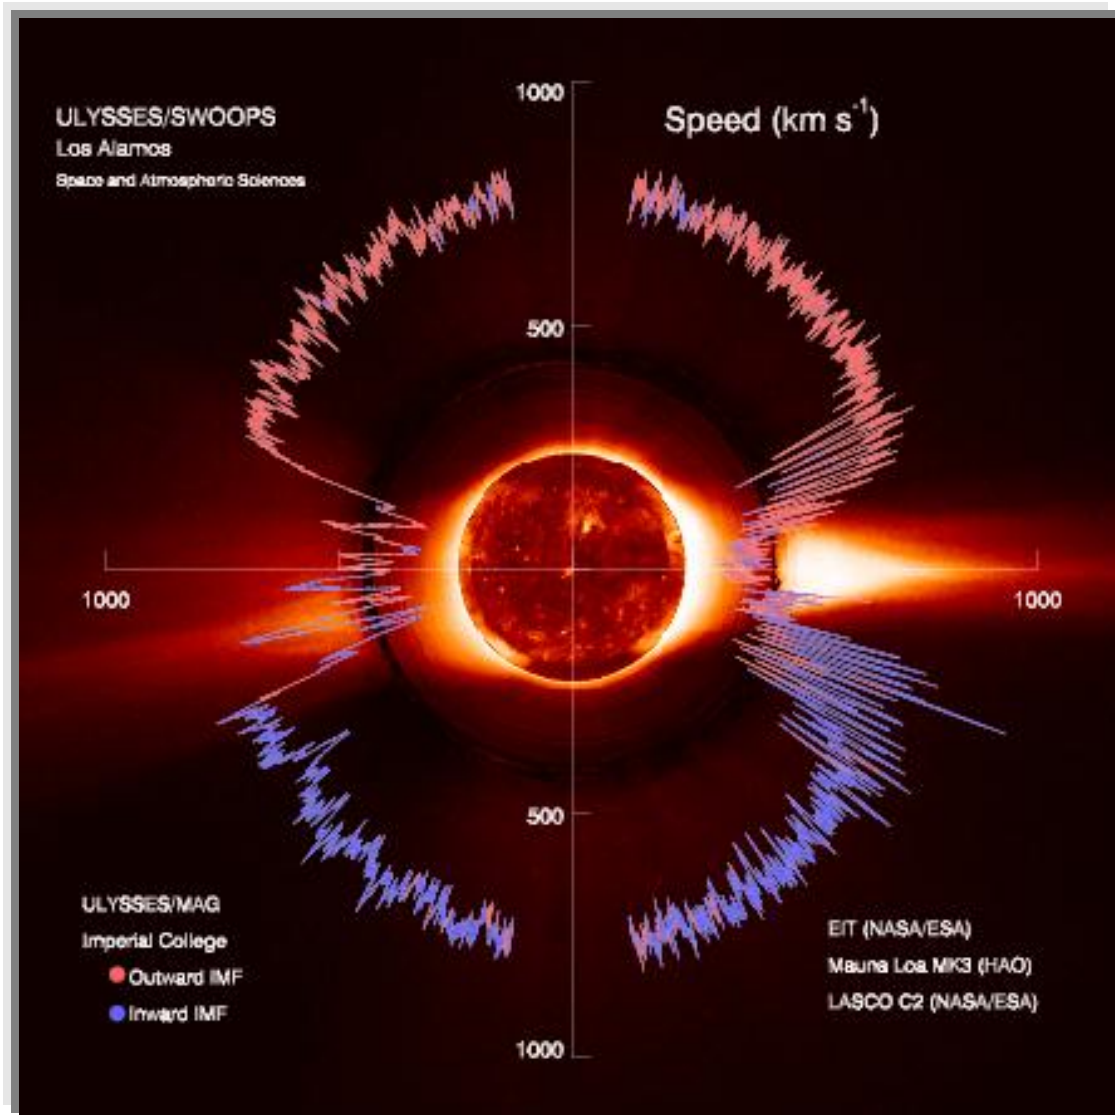 1000
ULYSSES/SWOOPS
Speed (km s⁻¹)
Los Alamos
Space and Atmospheric Sciences
500
1000
1000
500
ULYSSES/MAG
Imperial College
Outward IMF
Inward IMF
EIT (NASA/ESA)
Mauna Loa MK3 (HAO)
LASCO C2 (NASA/ESA)
1000